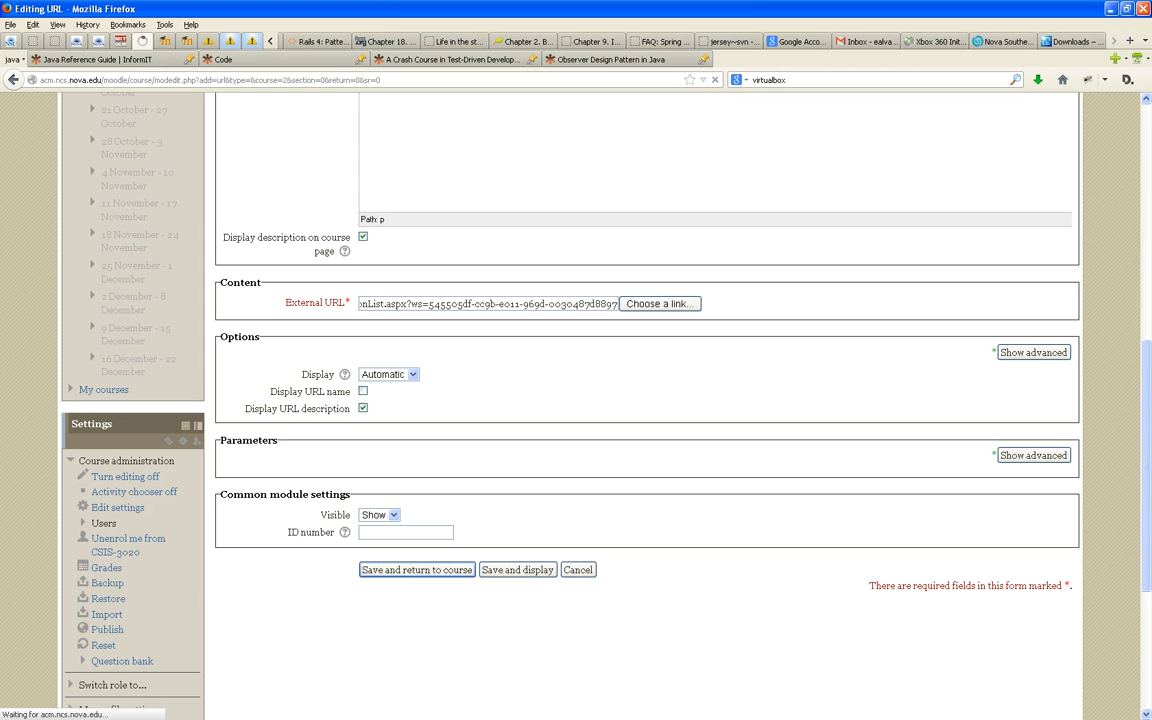 Editing URL - Mozilla Firefox
File Edit View History Bookmarks Tools Help
Rails 4: Patte... Chapter 18. ... Life in the st... Chapter 2. B... Chapter 9. I... FAQ: Spring ... jersey~svn -... Google Acco... Inbox - ealva... Xbox 360 Init... Nova Southe... Downloads – ...
java Java Reference Guide | InformIT Code A Crash Course in Test-Driven Develop... Observer Design Pattern in Java
acm.ncs.nova.edu/moodle/course/modedit.php?add=url&type=&course=2&section=0&return=0&sr=0 virtualbox
October
21 October - 27
October
28 October - 3
November
4 November - 10
November
11 November - 17
November
18 November - 24
November
25 November - 1
December
2 December - 8
December
9 December - 15
December
16 December - 22
December
My courses
Settings
Course administration
Turn editing off
Activity chooser off
Edit settings
Users
Unenrol me from
CSIS-3020
Grades
Backup
Restore
Import
Publish
Reset
Question bank
Switch role to...
Path: p
Display description on course
page
Content
External URL* onList.aspx?ws=545505df-cc9b-e011-969d-0030487d8897 Choose a link...
Options
* Show advanced
Display Automatic
Display URL name
Display URL description
Parameters
* Show advanced
Common module settings
Visible Show
ID number
Save and return to course Save and display Cancel
There are required fields in this form marked *.
Waiting for acm.ncs.nova.edu...